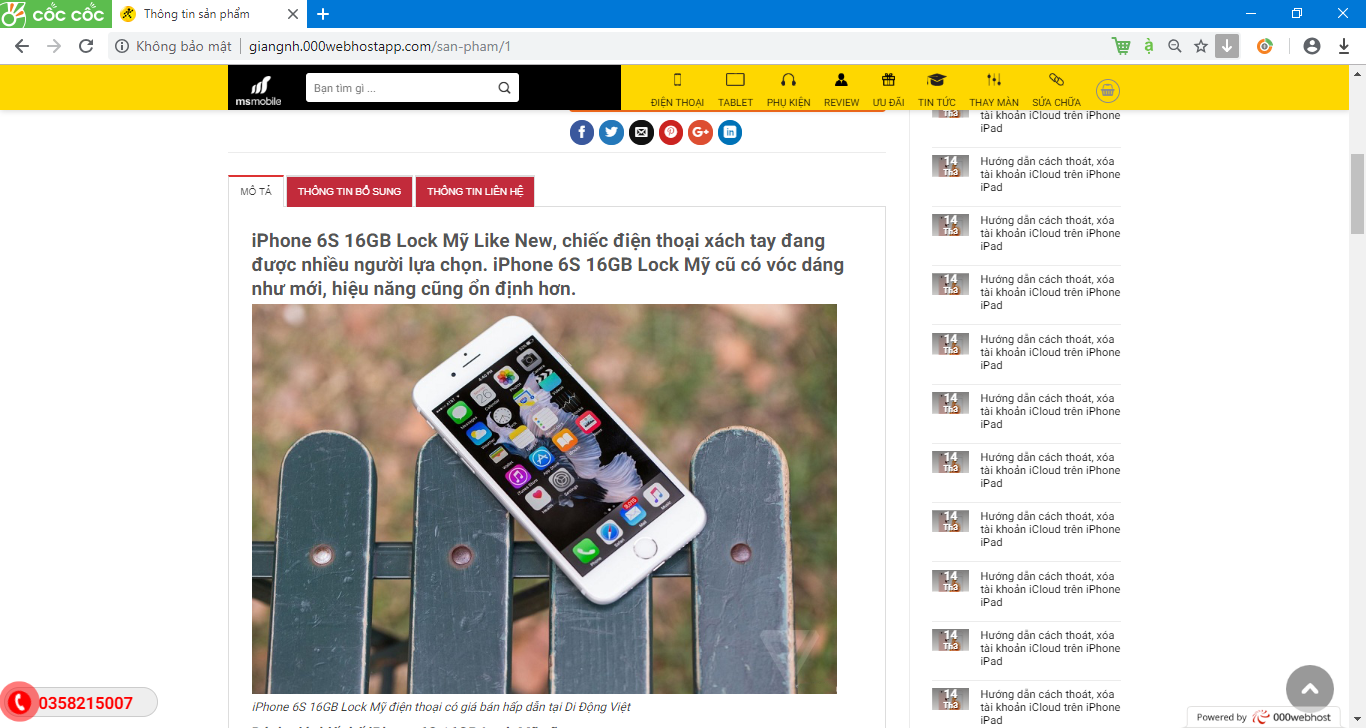 cốc cốc
Thông tin sản phẩm
Không bảo mật
giangnh.000webhostapp.com/san-pham/1
msmobile
Bạn tìm gì ...
ĐIỆN THOẠI
TABLET
PHỤ KIỆN
REVIEW
ƯU ĐÃI
TIN TỨC
THAY MÀN
SỬA CHỮA
MÔ TẢ
THÔNG TIN BỔ SUNG
THÔNG TIN LIÊN HỆ
iPhone 6S 16GB Lock Mỹ Like New, chiếc điện thoại xách tay đang
được nhiều người lựa chọn. iPhone 6S 16GB Lock Mỹ cũ có vóc dáng
như mới, hiệu năng cũng ổn định hơn.
iPhone 6S 16GB Lock Mỹ điện thoại có giá bán hấp dẫn tại Di Động Việt
Th3
tài khoản iCloud trên iPhone
iPad
14
Th3
Hướng dẫn cách thoát, xóa
tài khoản iCloud trên iPhone
iPad
14
Th3
Hướng dẫn cách thoát, xóa
tài khoản iCloud trên iPhone
iPad
14
Th3
Hướng dẫn cách thoát, xóa
tài khoản iCloud trên iPhone
iPad
14
Th3
Hướng dẫn cách thoát, xóa
tài khoản iCloud trên iPhone
iPad
14
Th3
Hướng dẫn cách thoát, xóa
tài khoản iCloud trên iPhone
iPad
14
Th3
Hướng dẫn cách thoát, xóa
tài khoản iCloud trên iPhone
iPad
14
Th3
Hướng dẫn cách thoát, xóa
tài khoản iCloud trên iPhone
iPad
14
Th3
Hướng dẫn cách thoát, xóa
tài khoản iCloud trên iPhone
iPad
14
Th3
Hướng dẫn cách thoát, xóa
tài khoản iCloud trên iPhone
iPad
14
Th3
Hướng dẫn cách thoát, xóa
tài khoản iCloud trên iPhone
iPad
0358215007
Powered by 000webhost